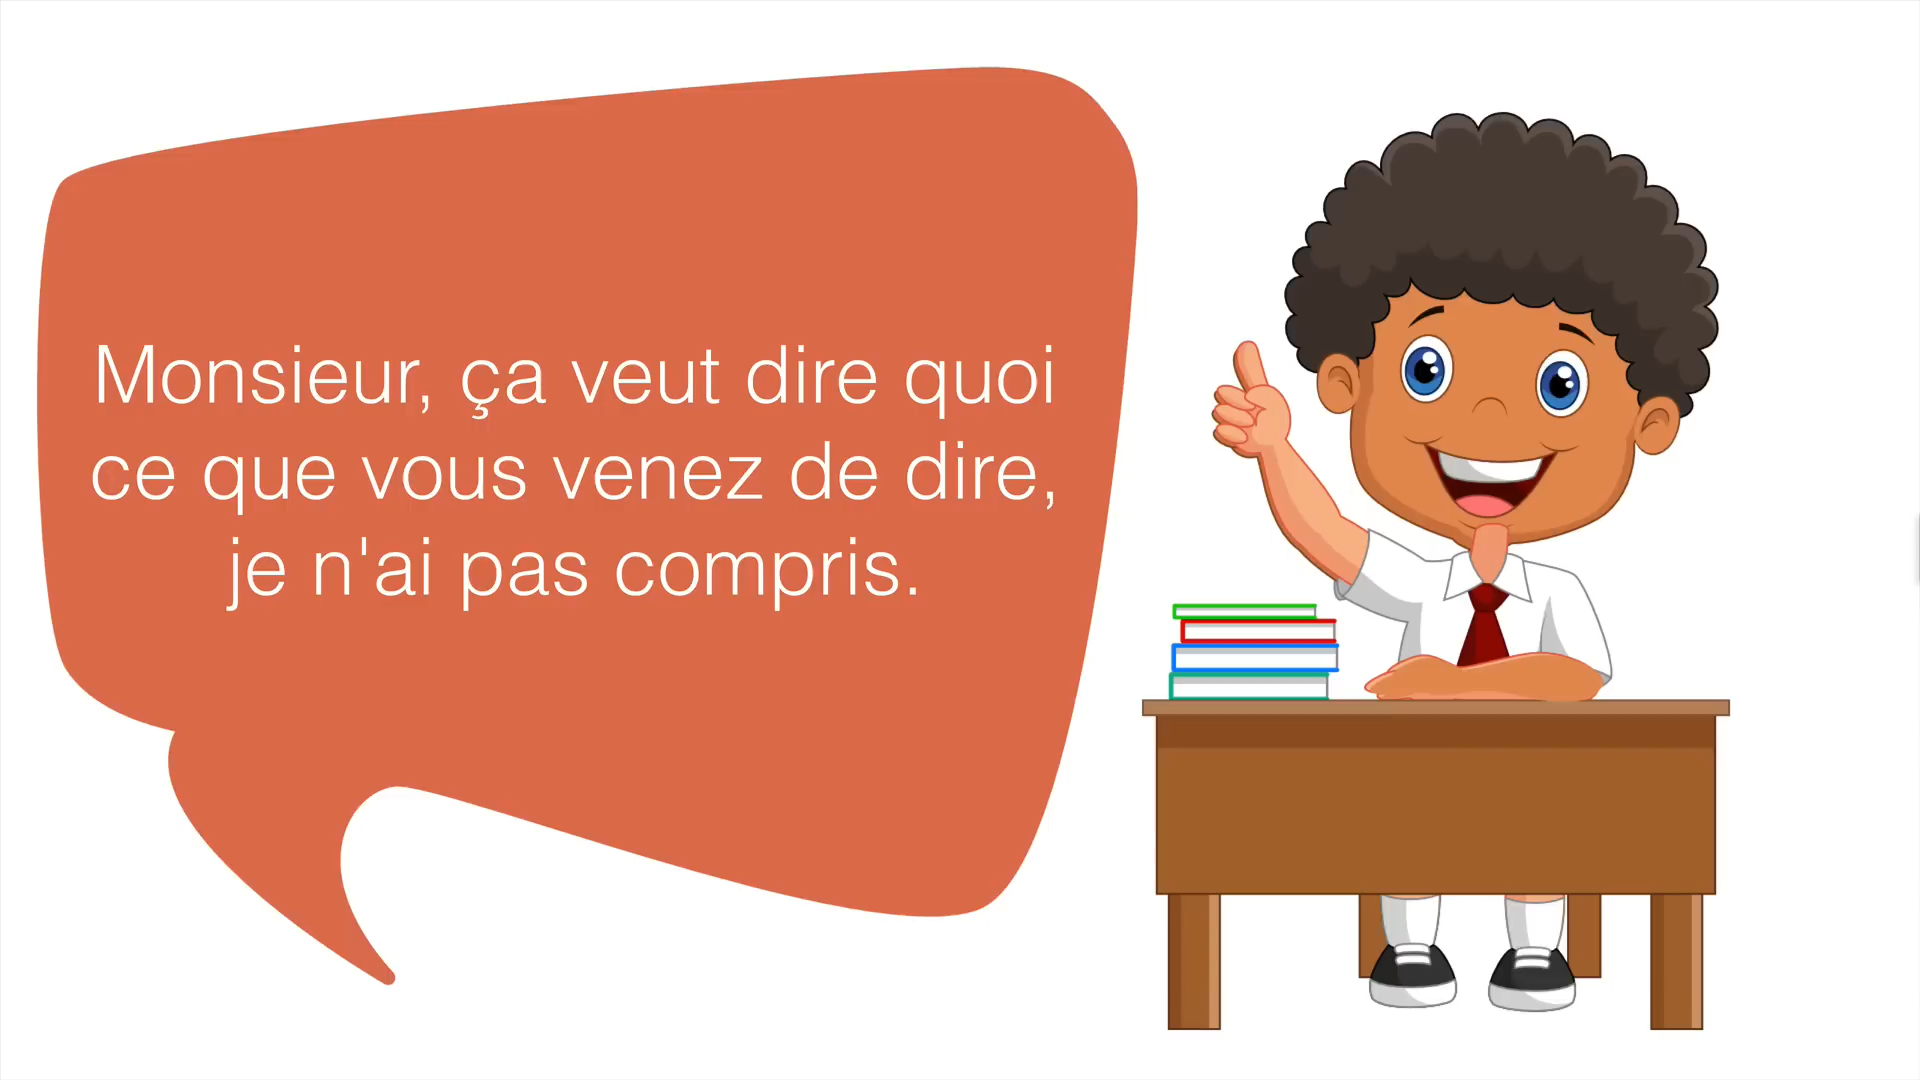 Monsieur, ça veut dire quoi
ce que vous venez de dire,
je n'ai pas compris.